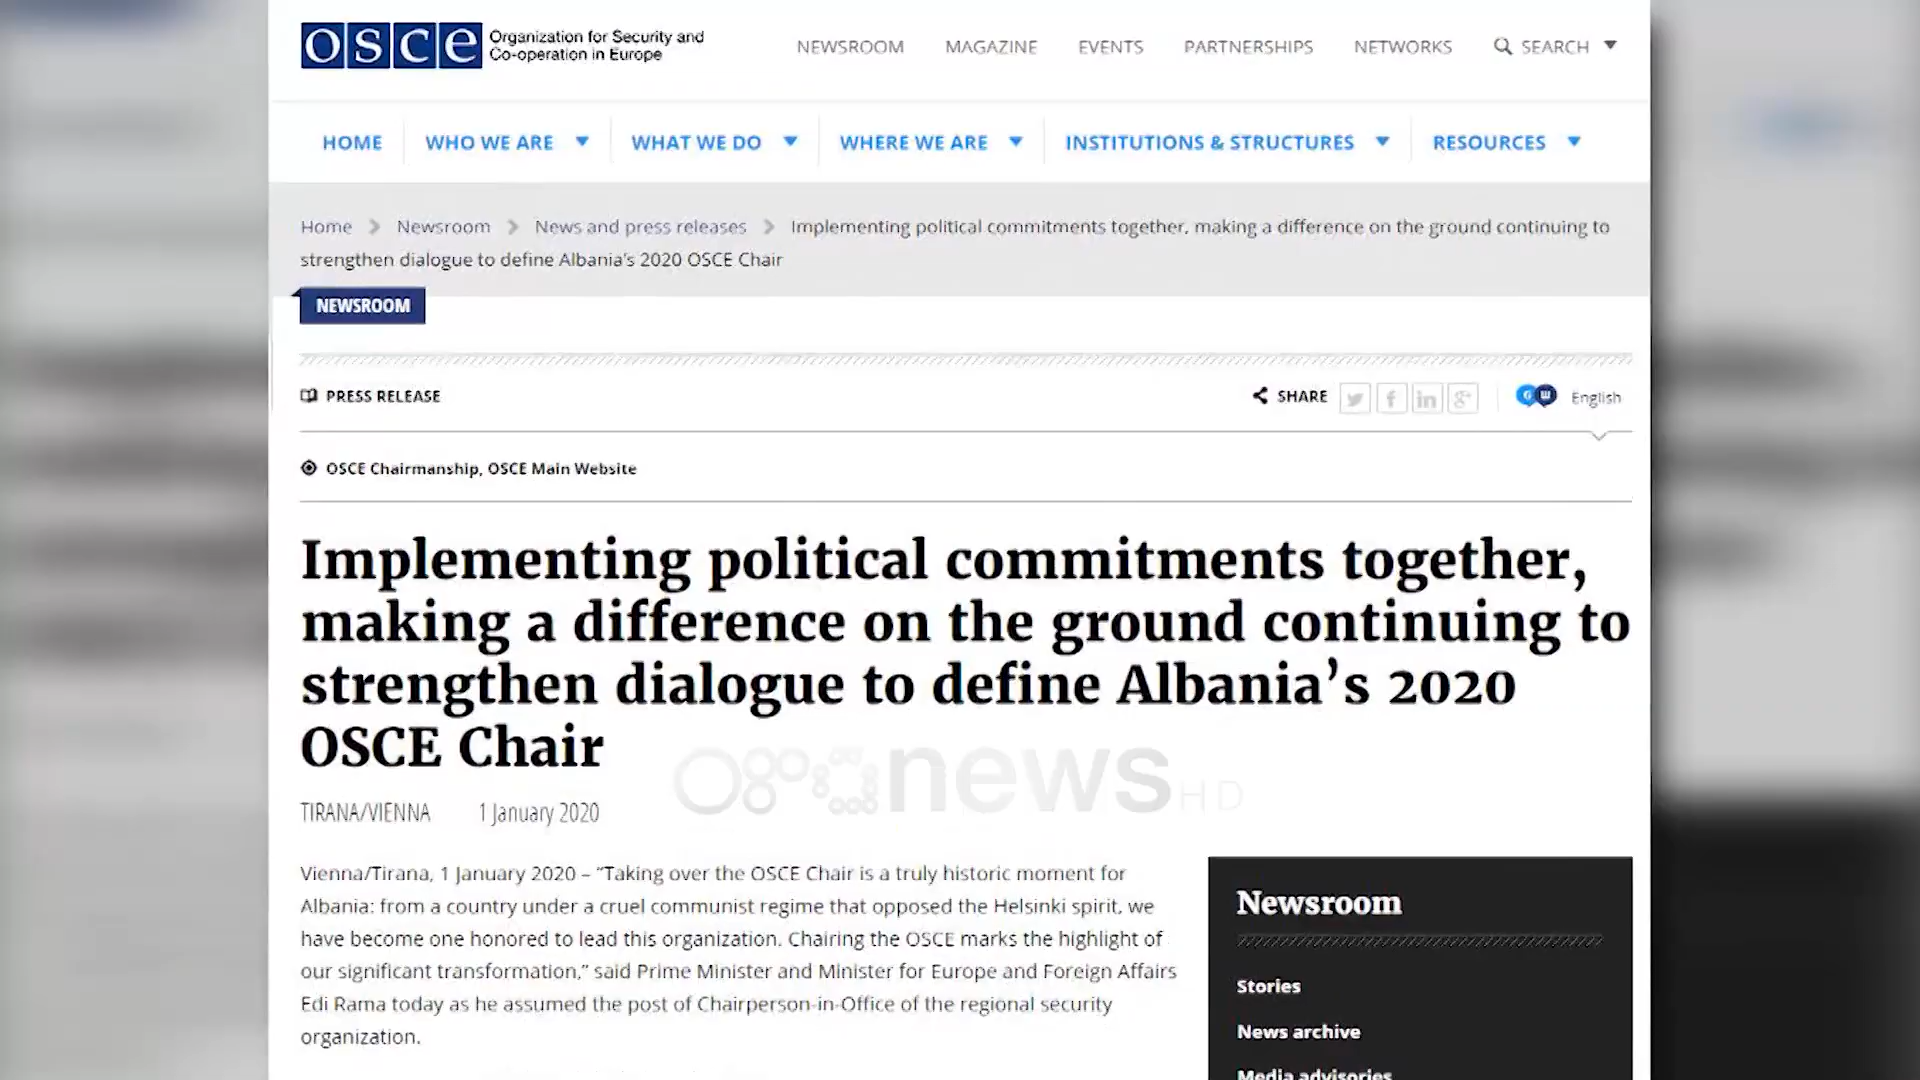 osce Organization for Security and
Co-operation in Europe
NEWSROOM MAGAZINE EVENTS PARTNERSHIPS NETWORKS SEARCH
HOME WHO WE ARE WHAT WE DO WHERE WE ARE INSTITUTIONS & STRUCTURES RESOURCES
Home Newsroom News and press releases Implementing political commitments together, making a difference on the ground continuing to
strengthen dialogue to define Albania's 2020 OSCE Chair
NEWSROOM
PRESS RELEASE SHARE English
OSCE Chairmanship, OSCE Main Website
Implementing political commitments together,
making a difference on the ground continuing to
strengthen dialogue to define Albania's 2020
OSCE Chair
news HD
TIRANA/VIENNA 1 January 2020
Vienna/Tirana, 1 January 2020 – "Taking over the OSCE Chair is a truly historic moment for
Albania: from a country under a cruel communist regime that opposed the Helsinki spirit, we
have become one honored to lead this organization. Chairing the OSCE marks the highlight of
our significant transformation," said Prime Minister and Minister for Europe and Foreign Affairs
Edi Rama today as he assumed the post of Chairperson-in-Office of the regional security
organization.
Newsroom
Stories
News archive
Media advisories